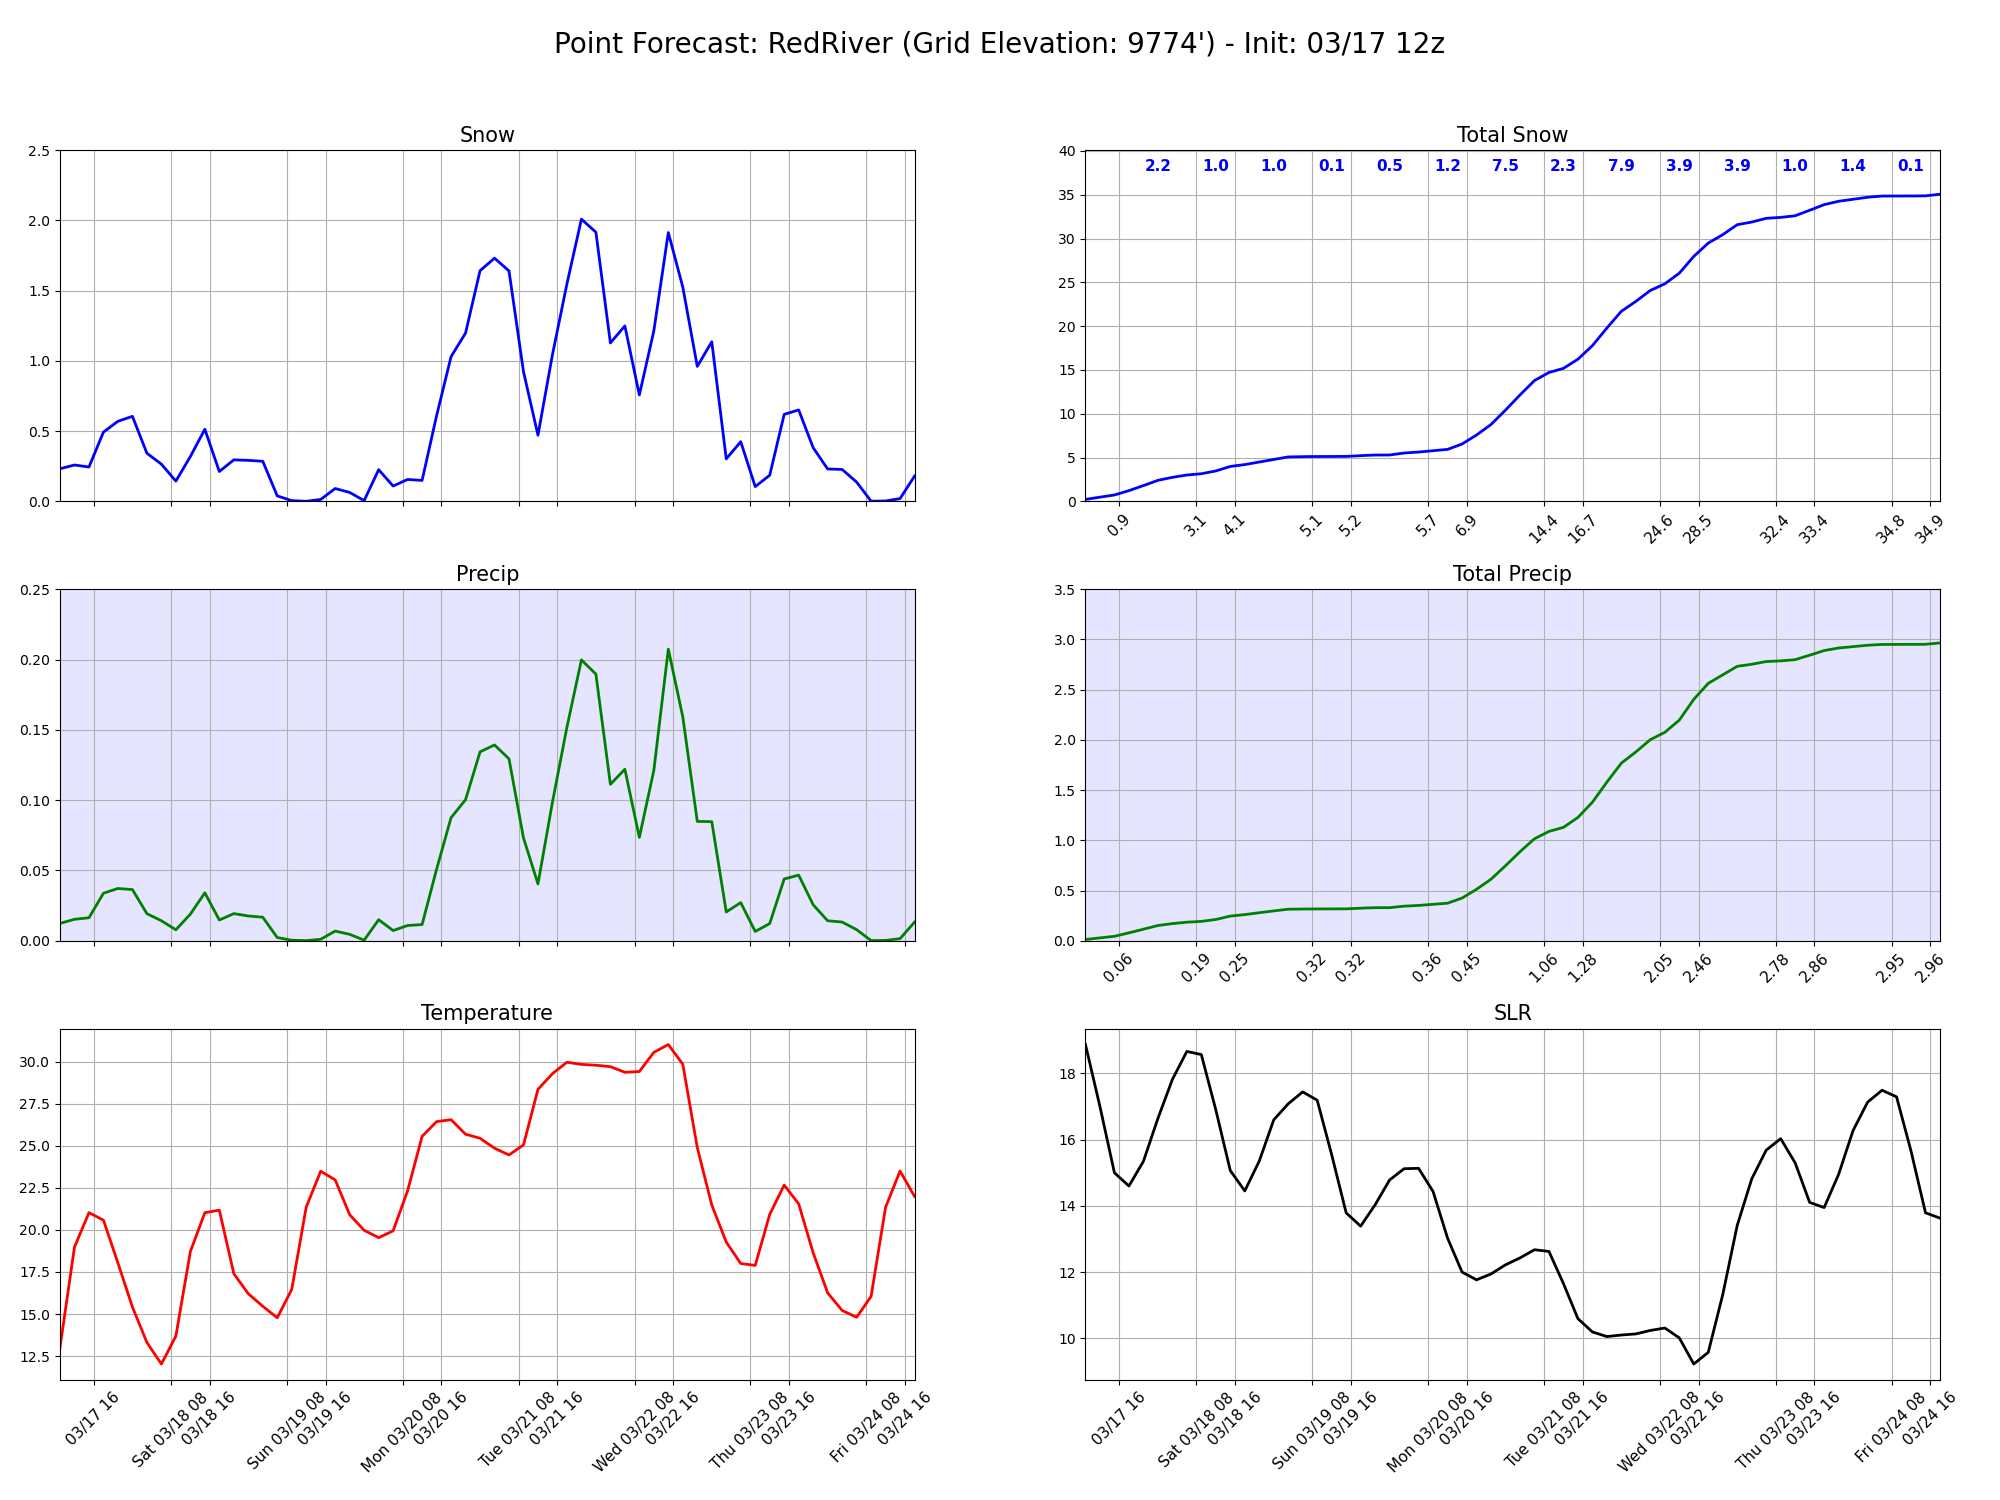 Point Forecast: RedRiver (Grid Elevation: 9774') - Init: 03/17 12z
Snow
2.5
2.0
1.5
1.0
0.5
0.0
Total Snow
40
35
30
25
20
15
10
5
0
2.2 1.0 1.0 0.1 0.5 1.2 7.5 2.3 7.9 3.9 3.9 1.0 1.4 0.1
0.9 3.1 4.1 5.1 5.2 5.7 6.9 14.4 16.7 24.6 28.5 32.4 33.4 34.8 34.9
Precip
0.25
0.20
0.15
0.10
0.05
0.00
Total Precip
3.5
3.0
2.5
2.0
1.5
1.0
0.5
0.0
0.06 0.19 0.25 0.32 0.32 0.36 0.45 1.06 1.28 2.05 2.46 2.78 2.86 2.95 2.96
Temperature
30.0
27.5
25.0
22.5
20.0
17.5
15.0
12.5
03/17 16
Sat 03/18 08
03/18 16
Sun 03/19 08
03/19 16
Mon 03/20 08
03/20 16
Tue 03/21 08
03/21 16
Wed 03/22 08
03/22 16
Thu 03/23 08
03/23 16
Fri 03/24 08
03/24 16
SLR
18
16
14
12
10
03/17 16
Sat 03/18 08
03/18 16
Sun 03/19 08
03/19 16
Mon 03/20 08
03/20 16
Tue 03/21 08
03/21 16
Wed 03/22 08
03/22 16
Thu 03/23 08
03/23 16
Fri 03/24 08
03/24 16